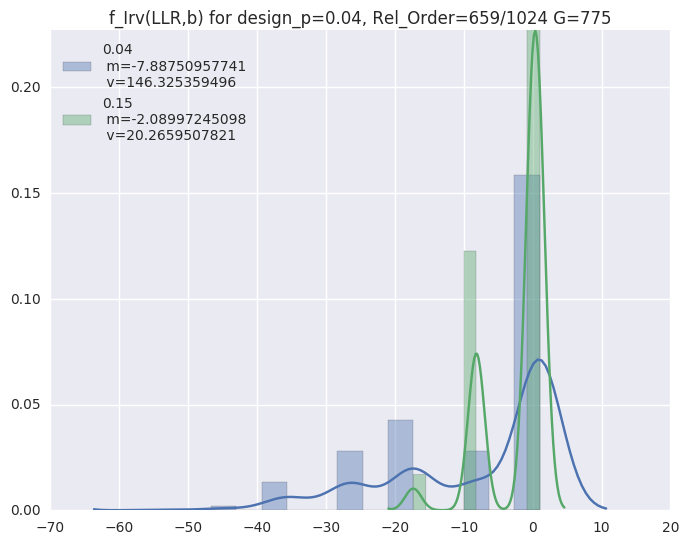 f_Irv(LLR,b) for design_p=0.04, Rel_Order=659/1024 G=775
0.04
m=-7.88750957741
v=146.325359496
0.15
m=-2.08997245098
v=20.2659507821
0.20
0.15
0.10
0.05
0.00
−70 −60 −50 −40 −30 −20 −10 0 10 20